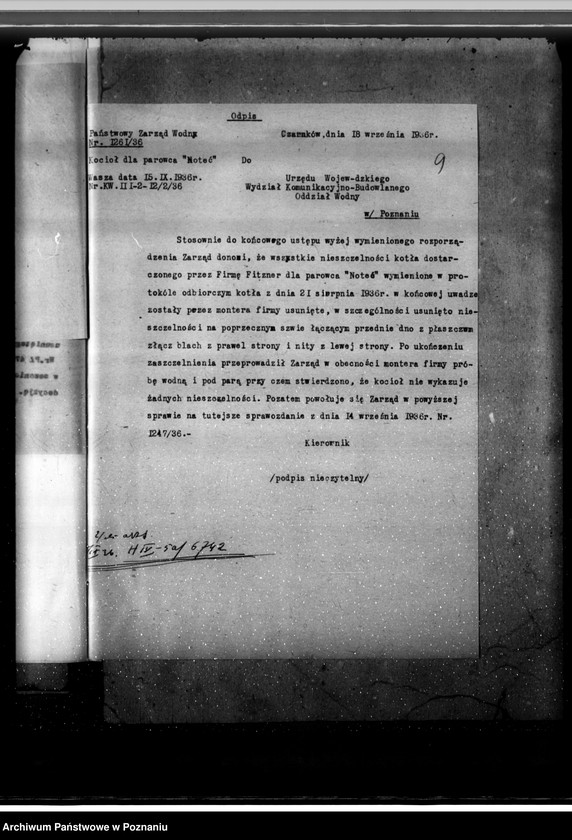 Odpis
Państwowy Zarząd Wodny
Nr. 1261/36
Czarnków,dnia 18 września 1936r.
9
Kocioł dla parowca "Noteć"
Do
Wasza data 15.IX.1936r.
Nr.KW.III-2-12/2/36
Urzędu Wojew-dzkiego
Wydział Komunikacyjno-Budowlanego
Oddział Wodny
w/ Poznaniu
Stosownie do końcowego ustępu wyżej wymienionego rozporzą-
dzenia Zarząd donosi, że wszystkie nieszczelności kotła dostar-
czonego przez Firmę Fitzner dla parowca "Noteć" wymienione w pro-
tokóle odbiorczym kotła z dnia 21 sierpnia 1936r. w końcowej uwadze
zostały przez montera firmy usunięte, w szczególności usunięto nie-
szczelności na poprzecznym szwie łączącym przednie dno z płaszczem
złącz blach z prawej strony i nity z lewej strony. Po ukończeniu
zaszczelnienia przeprowadził Zarząd w obecności montera firmy pró-
bę wodną i pod parą przy czem stwierdzono, że kocioł nie wykazuje
żadnych nieszczelności. Pozatem powołuje się Zarząd w powyższej
sprawie na tutejsze sprawozdanie z dnia 14 września 1936r. Nr.
1247/36.-
Kierownik
/podpis nieczytelny/
H IV-5a/ 6742
Archiwum Państwowe w Poznaniu